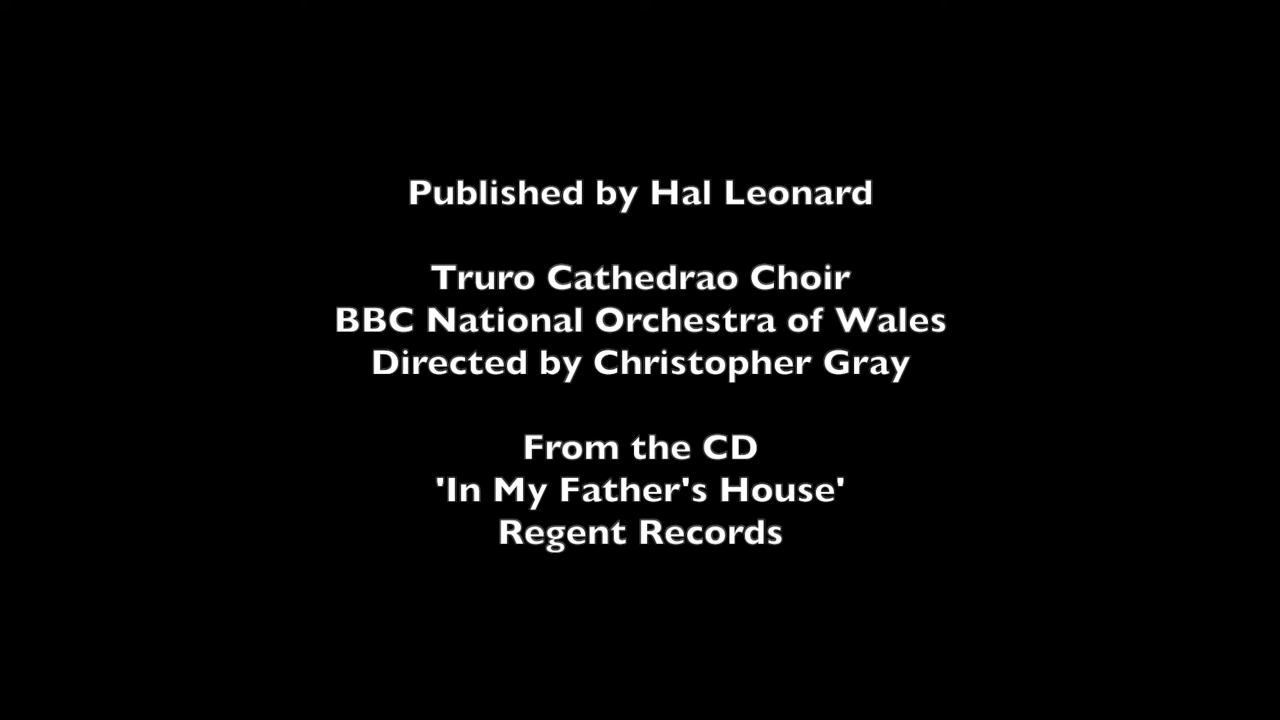 Published by Hal Leonard
Truro Cathedrao Choir
BBC National Orchestra of Wales
Directed by Christopher Gray
From the CD
'In My Father's House'
Regent Records